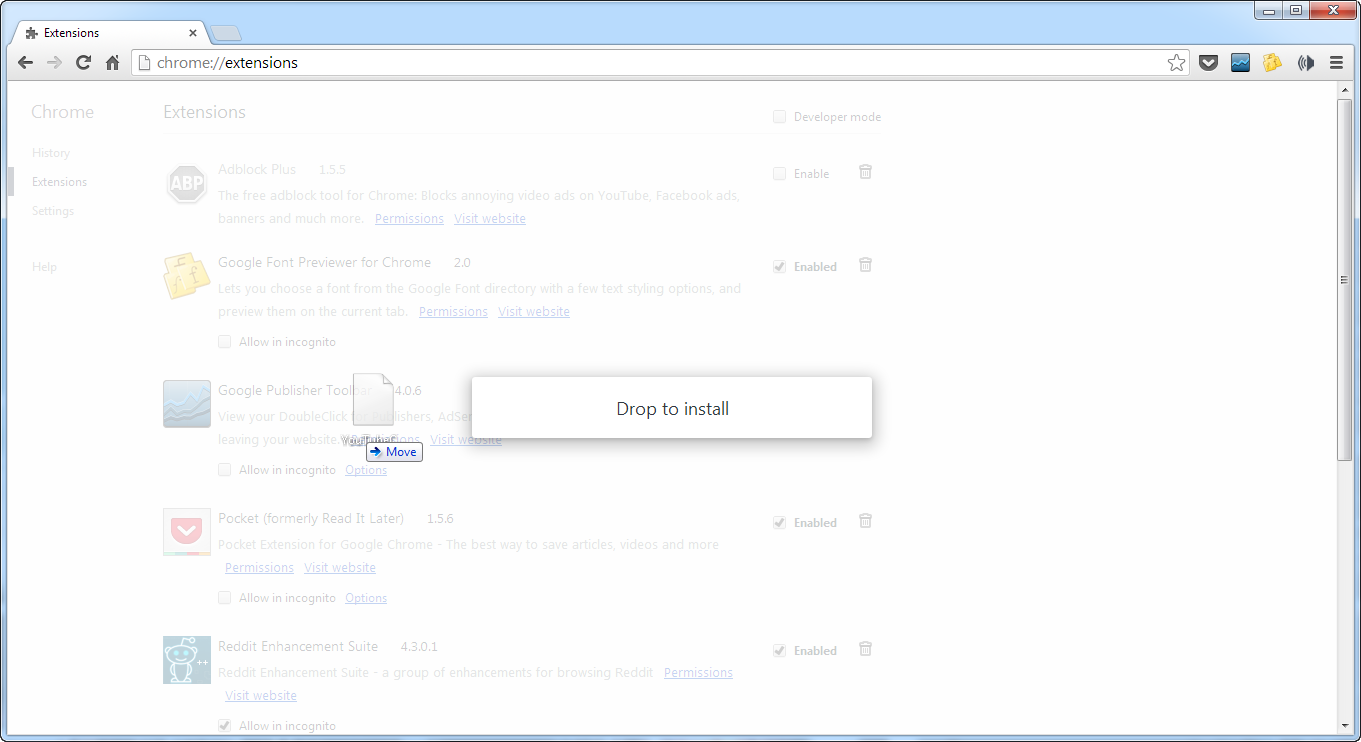 Extensions
chrome://extensions
Chrome
Extensions
Developer mode
History
Extensions
Settings
Help
ABP
Adblock Plus 1.5.5
Enable
The free adblock tool for Chrome: Blocks annoying video ads on YouTube, Facebook ads,
banners and much more. Permissions Visit website
Google Font Previewer for Chrome 2.0
Enabled
Lets you choose a font from the Google Font directory with a few text styling options, and
preview them on the current tab. Permissions Visit website
Allow in incognito
Google Publisher Toolbar 4.0.6
View your DoubleClick for Publishers, AdSen
leaving your website. Visit website
Drop to install
Move
Allow in incognito Options
Pocket (formerly Read It Later) 1.5.6
Enabled
Pocket Extension for Google Chrome - The best way to save articles, videos and more
Permissions Visit website
Allow in incognito Options
Reddit Enhancement Suite 4.3.0.1
Enabled
Reddit Enhancement Suite - a group of enhancements for browsing Reddit Permissions
Visit website
Allow in incognito